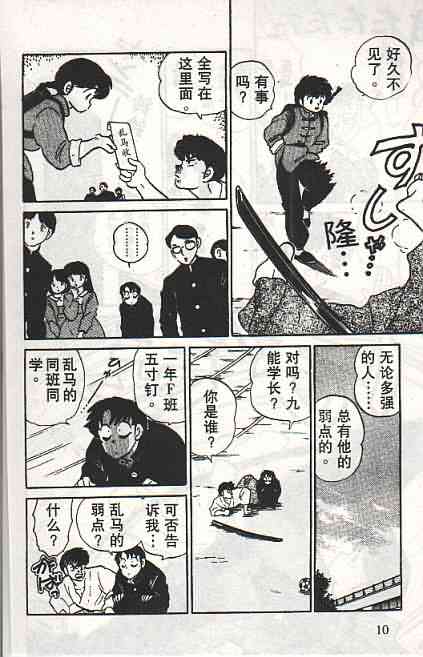 好久不
见了。
有事
吗？
隆…
…
全写在
这里面。
乱马收
………
无论多强
的人……
总有他的
弱点的。
对吗？九
能学长？
你是谁？
一年F班
五寸钉。
乱马的
同班同
学。
可否告
诉我…
乱马的
弱点？
什么？
10